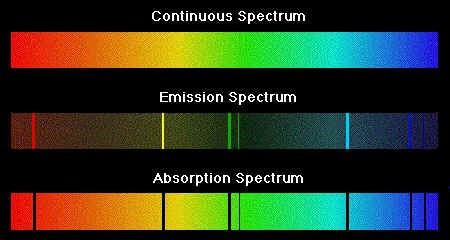 Continuous Spectrum
Emission Spectrum
Absorption Spectrum